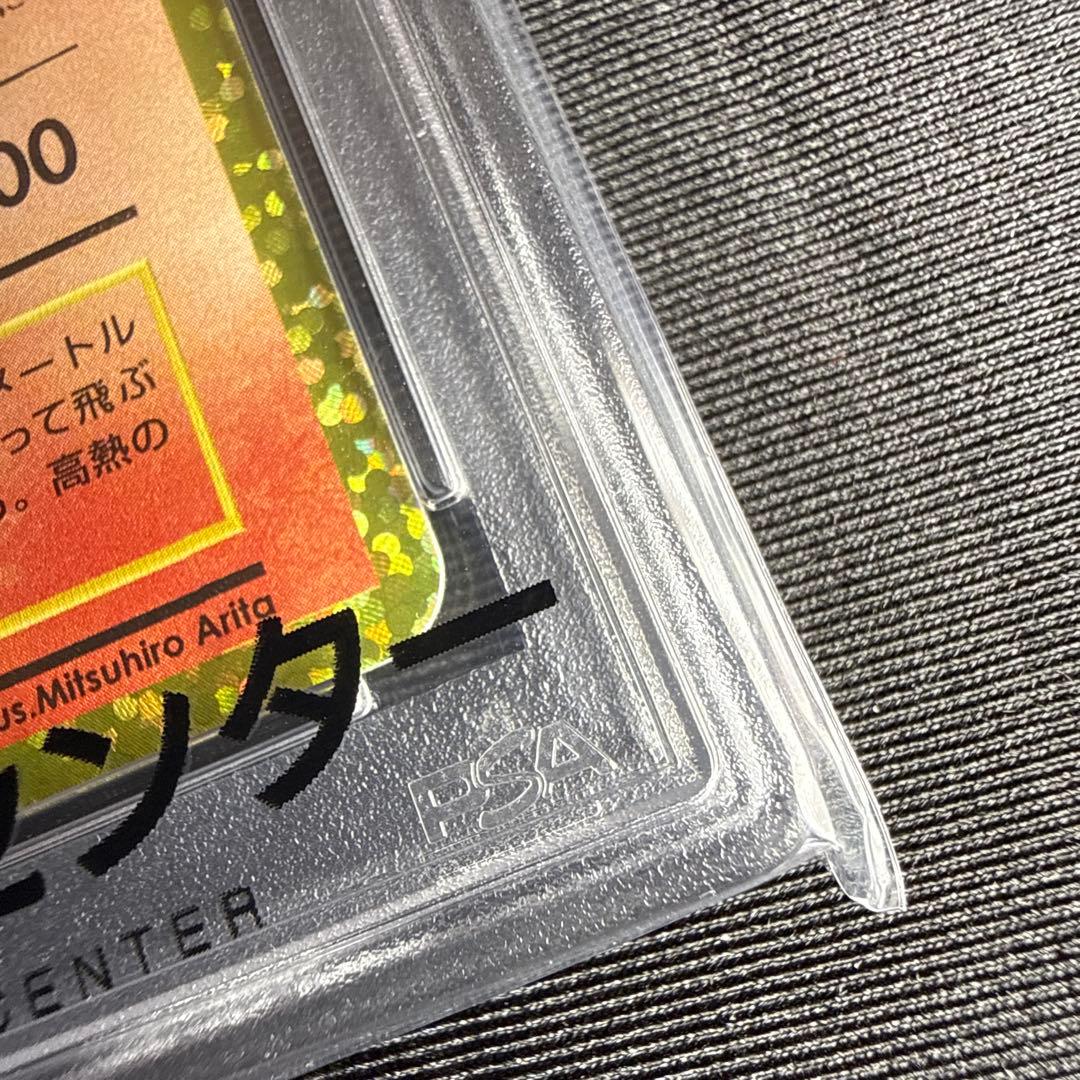 00
メートル
って飛ぶ
。高熱の
us.Mitsuhiro Arita
ンター
PSA
CENTER